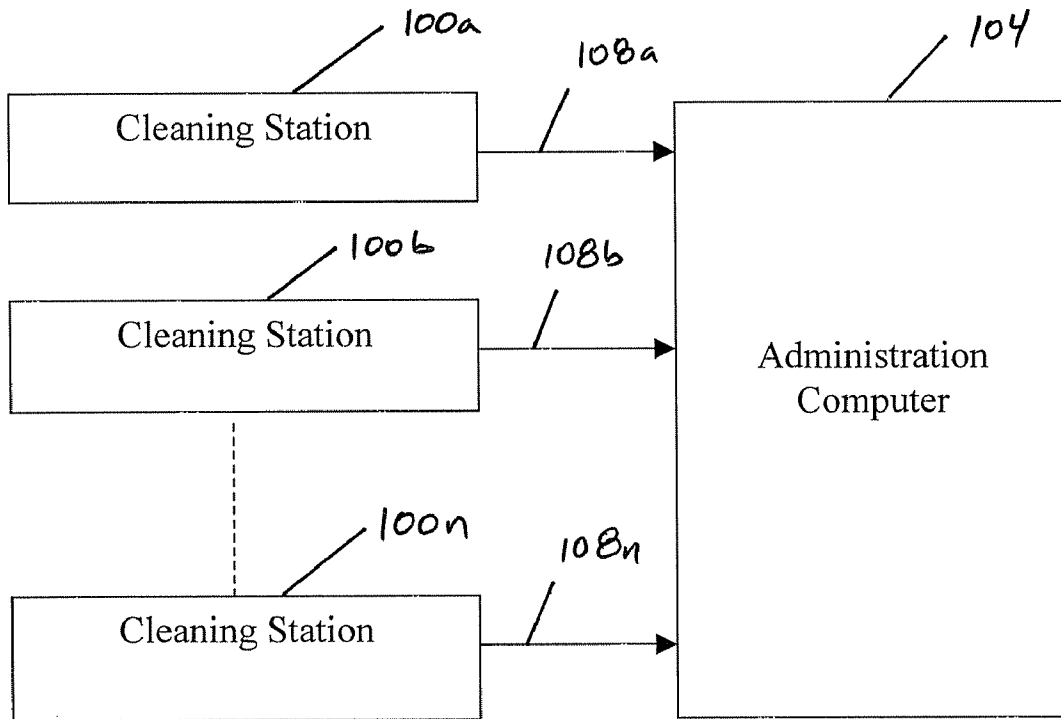 100a
108a
104
Cleaning Station
100b
108b
Cleaning Station
Administration
Computer
100n
108n
Cleaning Station